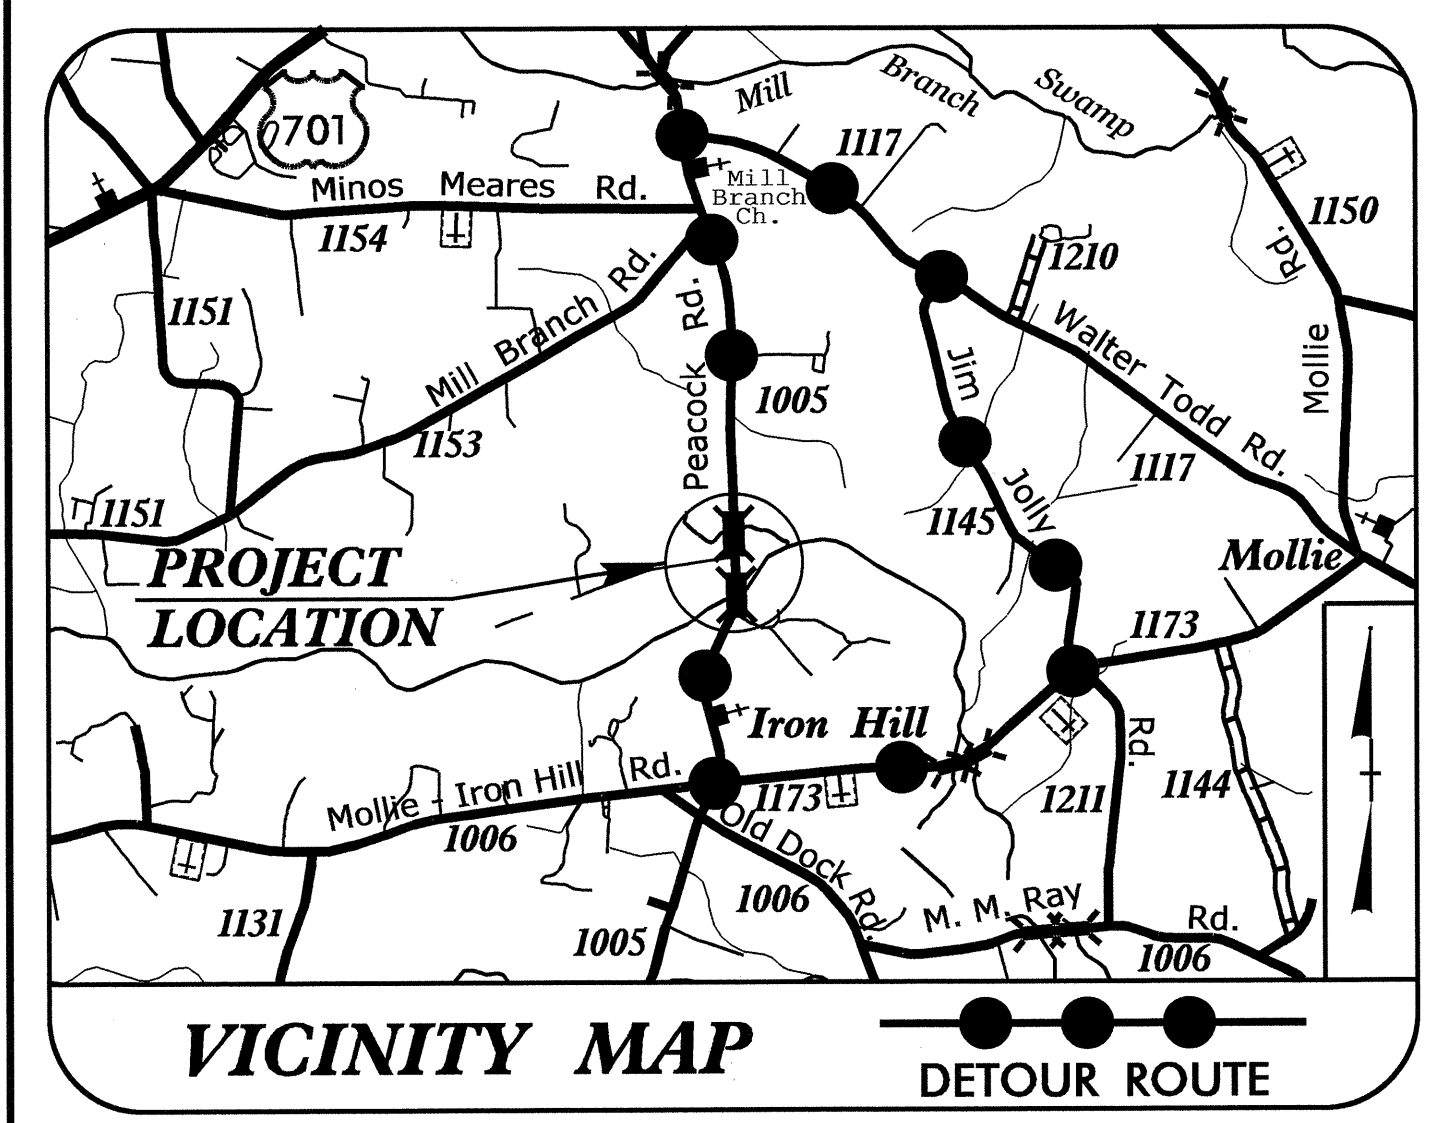 Mill Branch Swamp
701
1117
Minos Meares Rd.
Mill
Branch
Ch.
1154
1150
Rd.
1210
1151
Mill Branch Rd.
Peacock Rd.
Walter Todd Rd.
Jim
Mollie
1005
1153
1117
Jolly
1151
1145
PROJECT
LOCATION
Mollie
1173
Iron Hill
Rd.
Mollie - Iron Hill Rd.
1173
1211
1144
1006
Old Dock Rd.
1006
M. M. Ray Rd.
1131
1005
1006
VICINITY MAP
DETOUR ROUTE